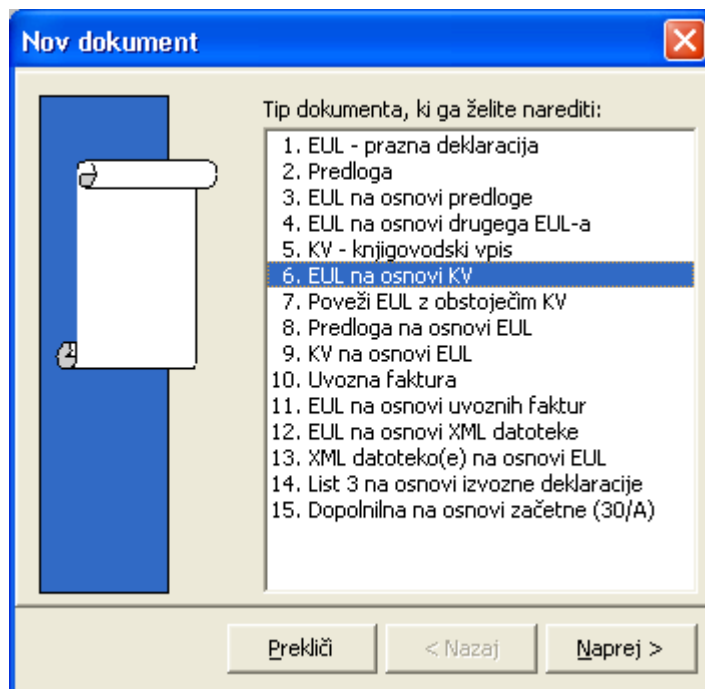 Nov dokument
Tip dokumenta, ki ga želite narediti:
1. EUL - prazna deklaracija
2. Predloga
3. EUL na osnovi predloge
4. EUL na osnovi drugega EUL-a
5. KV - knjigovodski vpis
6. EUL na osnovi KV
7. Poveži EUL z obstoječim KV
8. Predloga na osnovi EUL
9. KV na osnovi EUL
10. Uvozna faktura
11. EUL na osnovi uvoznih faktur
12. EUL na osnovi XML datoteke
13. XML datoteko(e) na osnovi EUL
14. List 3 na osnovi izvozne deklaracije
15. Dopolnilna na osnovi začetne (30/A)
Prekliči < Nazaj Naprej >